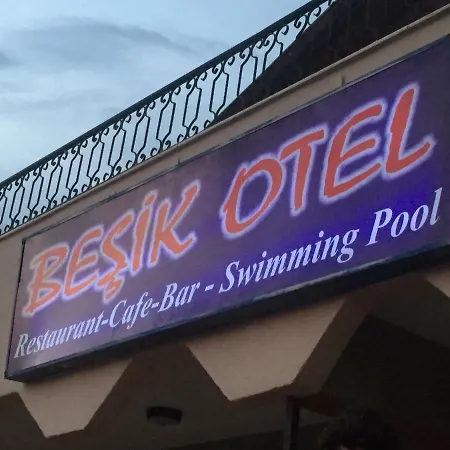 BEŞİK OTEL
Restaurant-Cafe-Bar - Swimming Pool